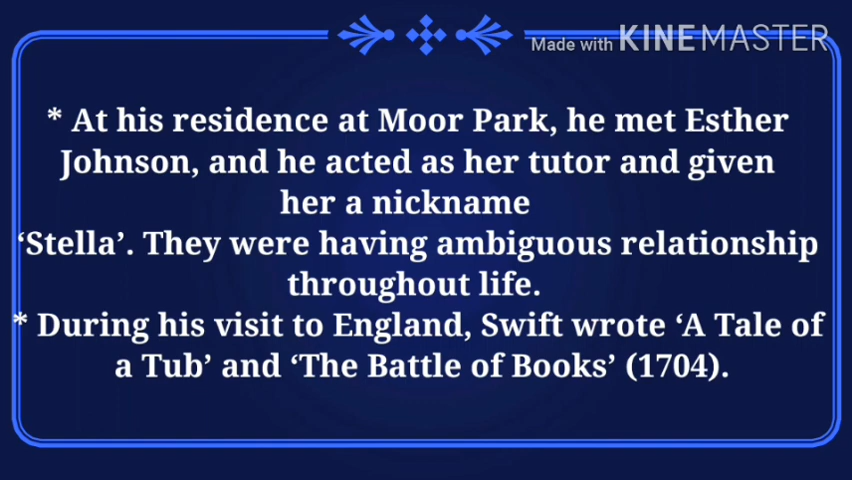 Made with KINEMASTER
* At his residence at Moor Park, he met Esther
Johnson, and he acted as her tutor and given
her a nickname
‘Stella’. They were having ambiguous relationship
throughout life.
* During his visit to England, Swift wrote ‘A Tale of
a Tub’ and ‘The Battle of Books’ (1704).